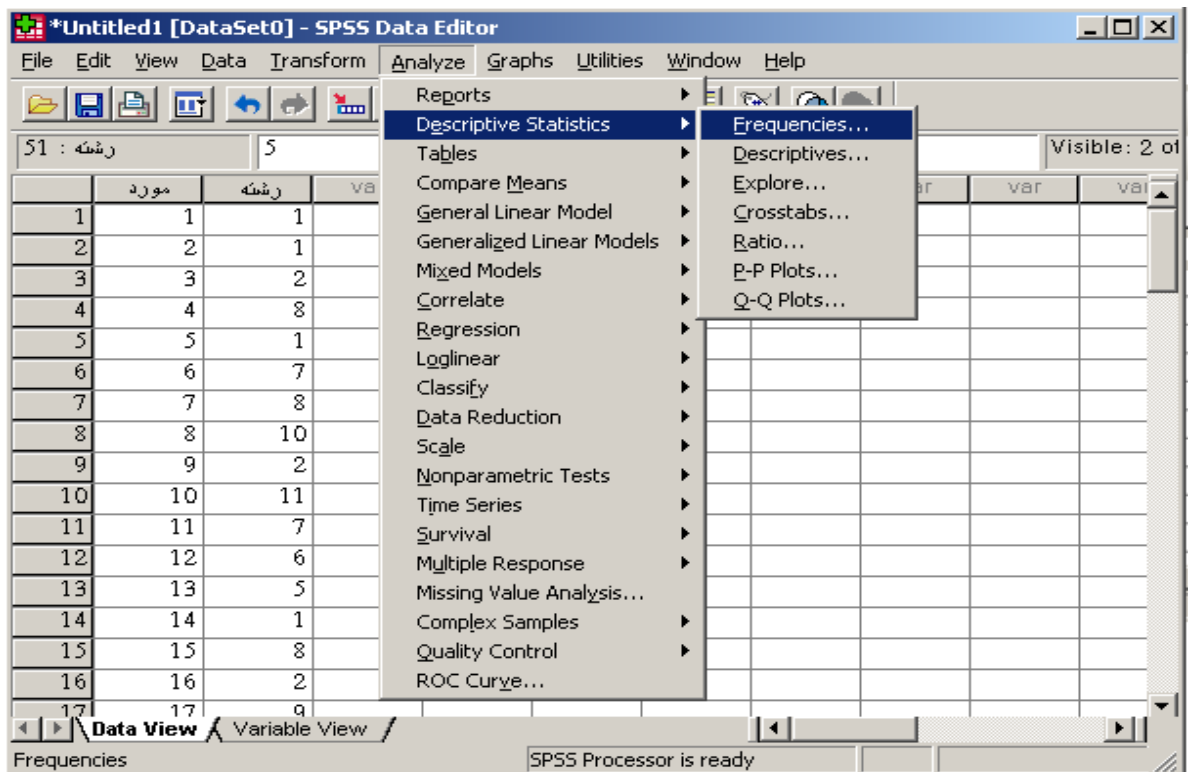 *Untitled1 [DataSet0] - SPSS Data Editor
File Edit View Data Transform Analyze Graphs Utilities Window Help
51 : رشته 5 Visible: 2 of
مورد رشته va ar var var
1 1 1
2 2 1
3 3 2
4 4 8
5 5 1
6 6 7
7 7 8
8 8 10
9 9 2
10 10 11
11 11 7
12 12 6
13 13 5
14 14 1
15 15 8
16 16 2
17 17 9
Reports
Descriptive Statistics
Tables
Compare Means
General Linear Model
Generalized Linear Models
Mixed Models
Correlate
Regression
Loglinear
Classify
Data Reduction
Scale
Nonparametric Tests
Time Series
Survival
Multiple Response
Missing Value Analysis...
Complex Samples
Quality Control
ROC Curve...
Frequencies...
Descriptives...
Explore...
Crosstabs...
Ratio...
P-P Plots...
Q-Q Plots...
Data View Variable View
Frequencies SPSS Processor is ready